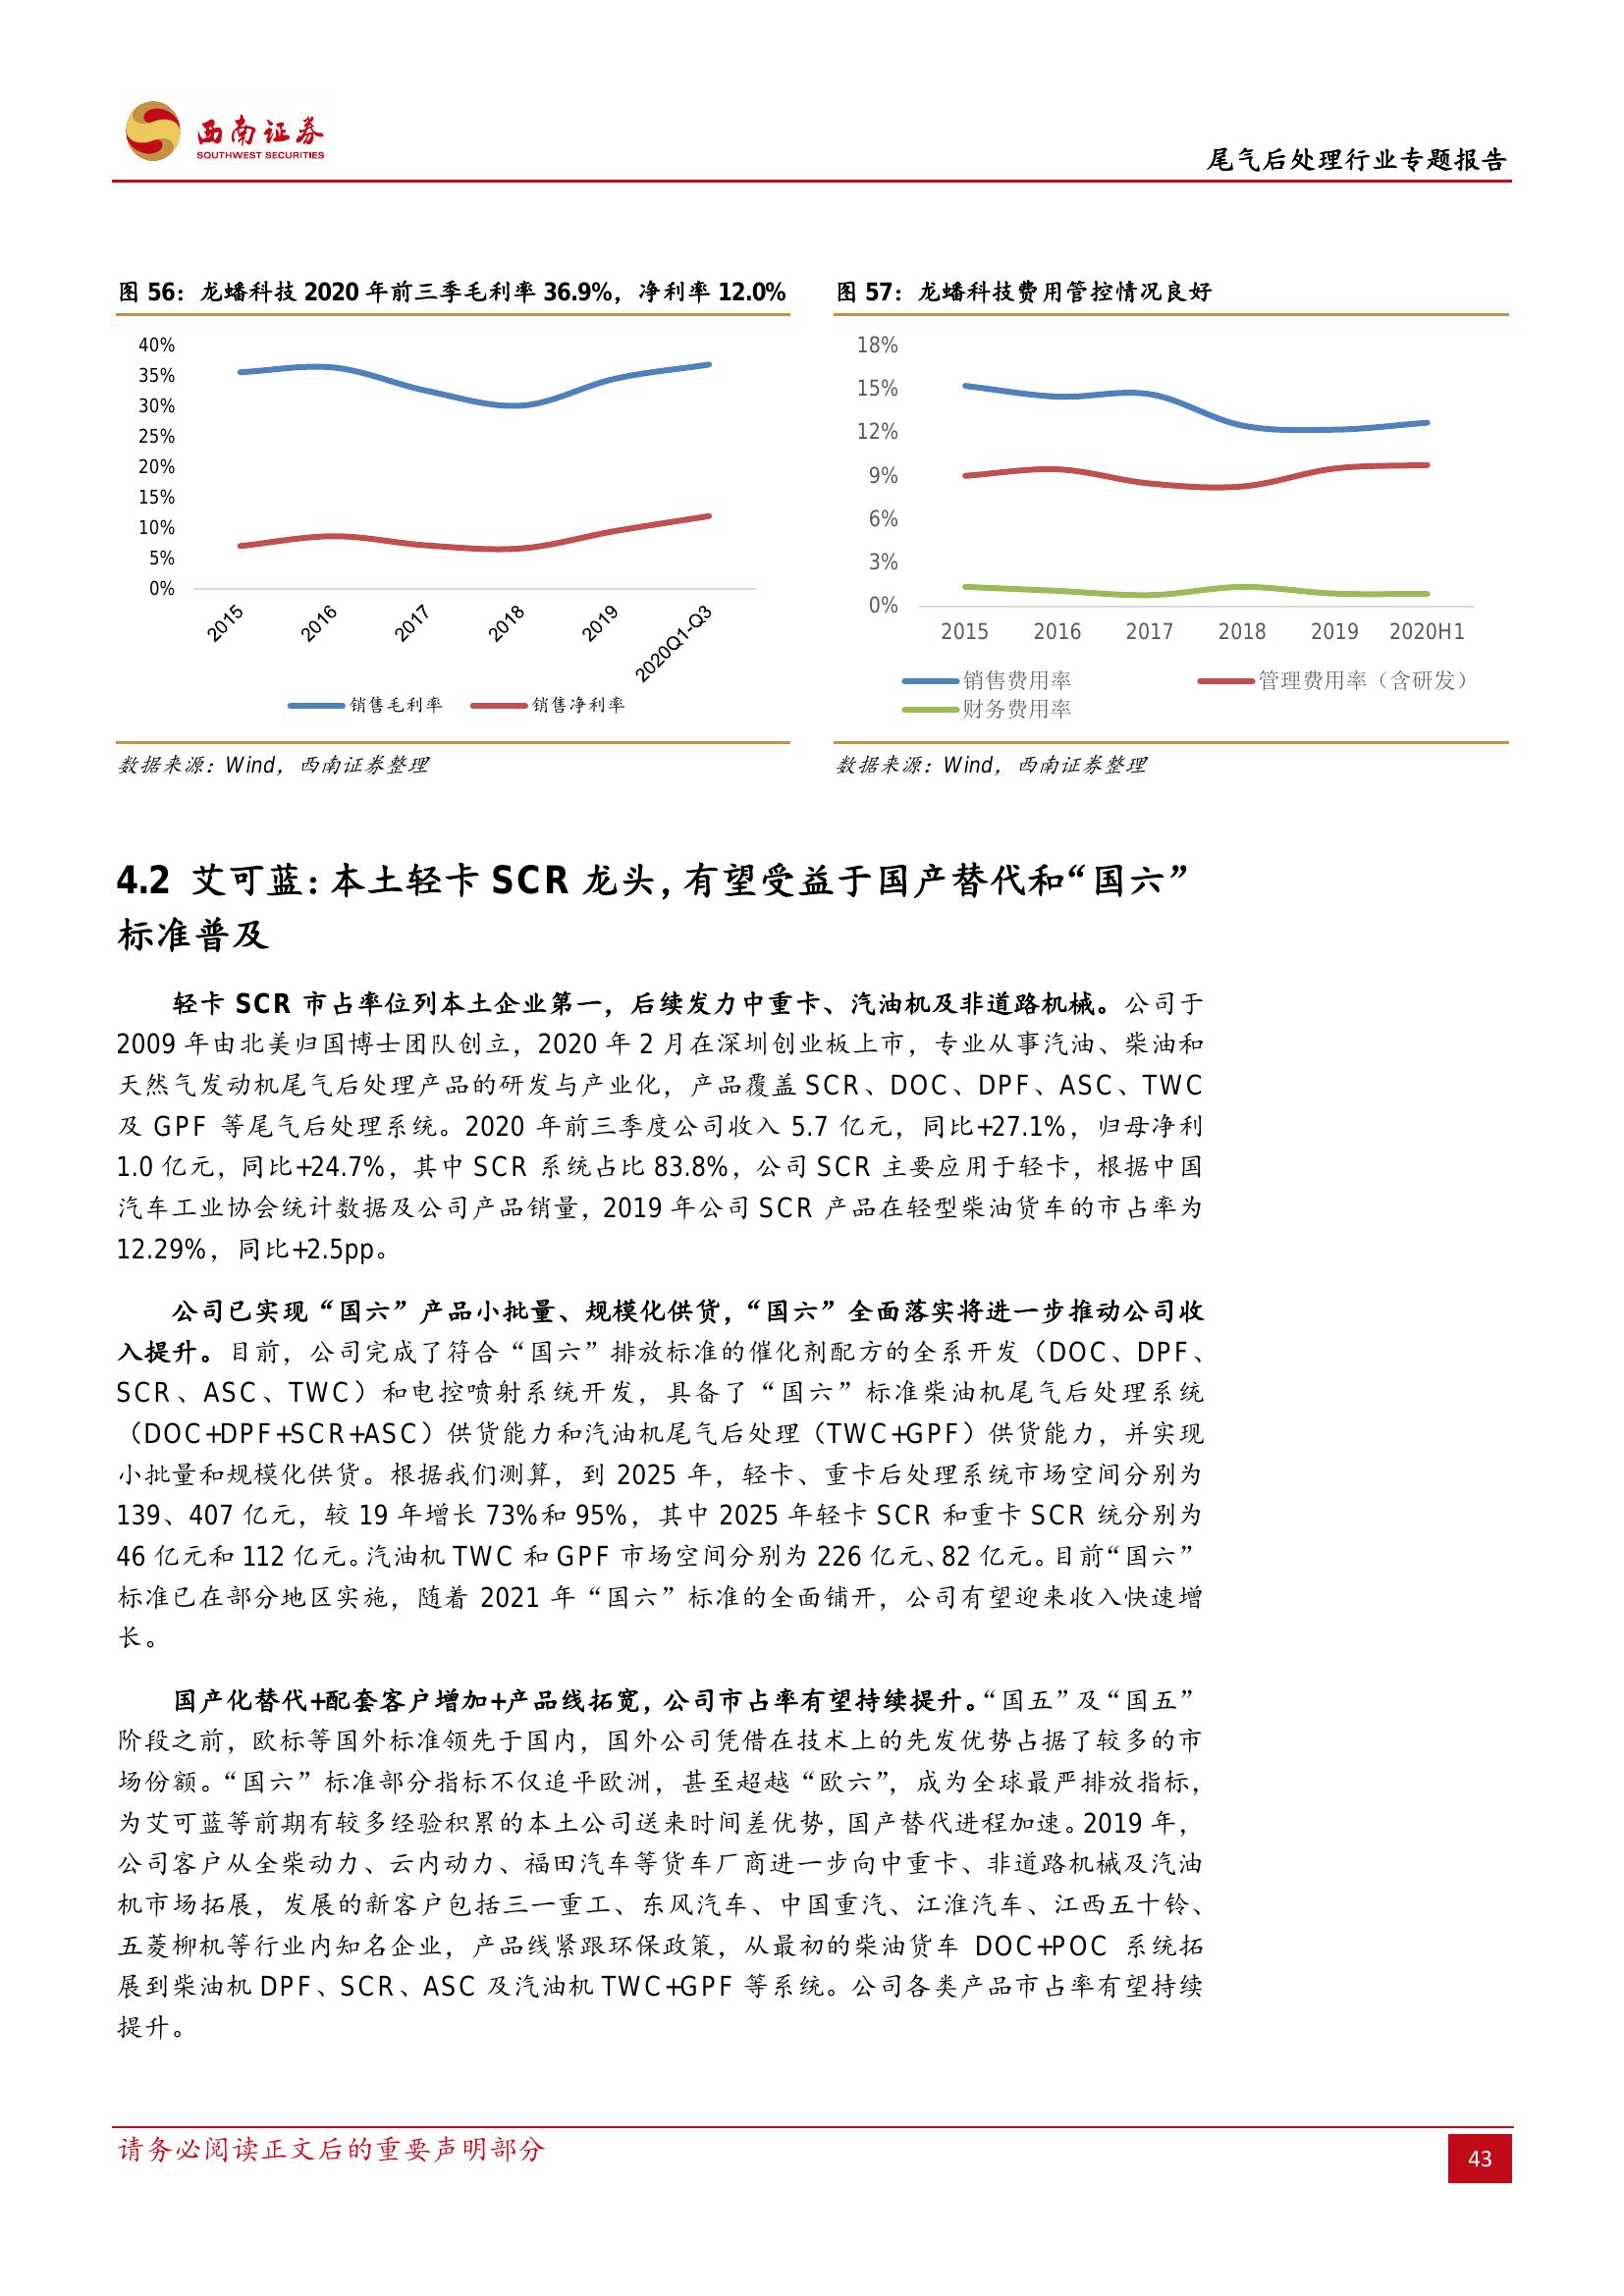 西南证券
SOUTHWEST SECURITIES
尾气后处理行业专题报告
图 56：龙蟠科技 2020 年前三季毛利率 36.9%，净利率 12.0%
40%
35%
30%
25%
20%
15%
10%
5%
0%
2015
2016
2017
2018
2019
2020Q1-Q3
销售毛利率
销售净利率
数据来源：Wind，西南证券整理
图 57：龙蟠科技费用管控情况良好
18%
15%
12%
9%
6%
3%
0%
2015
2016
2017
2018
2019
2020H1
销售费用率
管理费用率（含研发）
财务费用率
数据来源：Wind，西南证券整理
4.2 艾可蓝：本土轻卡 SCR 龙头，有望受益于国产替代和“国六”
标准普及
轻卡 SCR 市占率位列本土企业第一，后续发力中重卡、汽油机及非道路机械。公司于
2009 年由北美归国博士团队创立，2020 年 2 月在深圳创业板上市，专业从事汽油、柴油和
天然气发动机尾气后处理产品的研发与产业化，产品覆盖 SCR、DOC、DPF、ASC、TWC
及 GPF 等尾气后处理系统。2020 年前三季度公司收入 5.7 亿元，同比+27.1%，归母净利
1.0 亿元，同比+24.7%，其中 SCR 系统占比 83.8%，公司 SCR 主要应用于轻卡，根据中国
汽车工业协会统计数据及公司产品销量，2019 年公司 SCR 产品在轻型柴油货车的市占率为
12.29%，同比+2.5pp。
公司已实现“国六”产品小批量、规模化供货，“国六”全面落实将进一步推动公司收
入提升。目前，公司完成了符合“国六”排放标准的催化剂配方的全系开发（DOC、DPF、
SCR、ASC、TWC）和电控喷射系统开发，具备了“国六”标准柴油机尾气后处理系统
（DOC+DPF+SCR+ASC）供货能力和汽油机尾气后处理（TWC+GPF）供货能力，并实现
小批量和规模化供货。根据我们测算，到 2025 年，轻卡、重卡后处理系统市场空间分别为
139、407 亿元，较 19 年增长 73%和 95%，其中 2025 年轻卡 SCR 和重卡 SCR 统分别为
46 亿元和 112 亿元。汽油机 TWC 和 GPF 市场空间分别为 226 亿元、82 亿元。目前“国六”
标准已在部分地区实施，随着 2021 年“国六”标准的全面铺开，公司有望迎来收入快速增
长。
国产化替代+配套客户增加+产品线拓宽，公司市占率有望持续提升。“国五”及“国五”
阶段之前，欧标等国外标准领先于国内，国外公司凭借在技术上的先发优势占据了较多的市
场份额。“国六”标准部分指标不仅追平欧洲，甚至超越“欧六”，成为全球最严排放指标，
为艾可蓝等前期有较多经验积累的本土公司送来时间差优势，国产替代进程加速。2019 年，
公司客户从全柴动力、云内动力、福田汽车等货车厂商进一步向中重卡、非道路机械及汽油
机市场拓展，发展的新客户包括三一重工、东风汽车、中国重汽、江淮汽车、江西五十铃、
五菱柳机等行业内知名企业，产品线紧跟环保政策，从最初的柴油货车 DOC+POC 系统拓
展到柴油机 DPF、SCR、ASC 及汽油机 TWC+GPF 等系统。公司各类产品市占率有望持续
提升。
请务必阅读正文后的重要声明部分
43